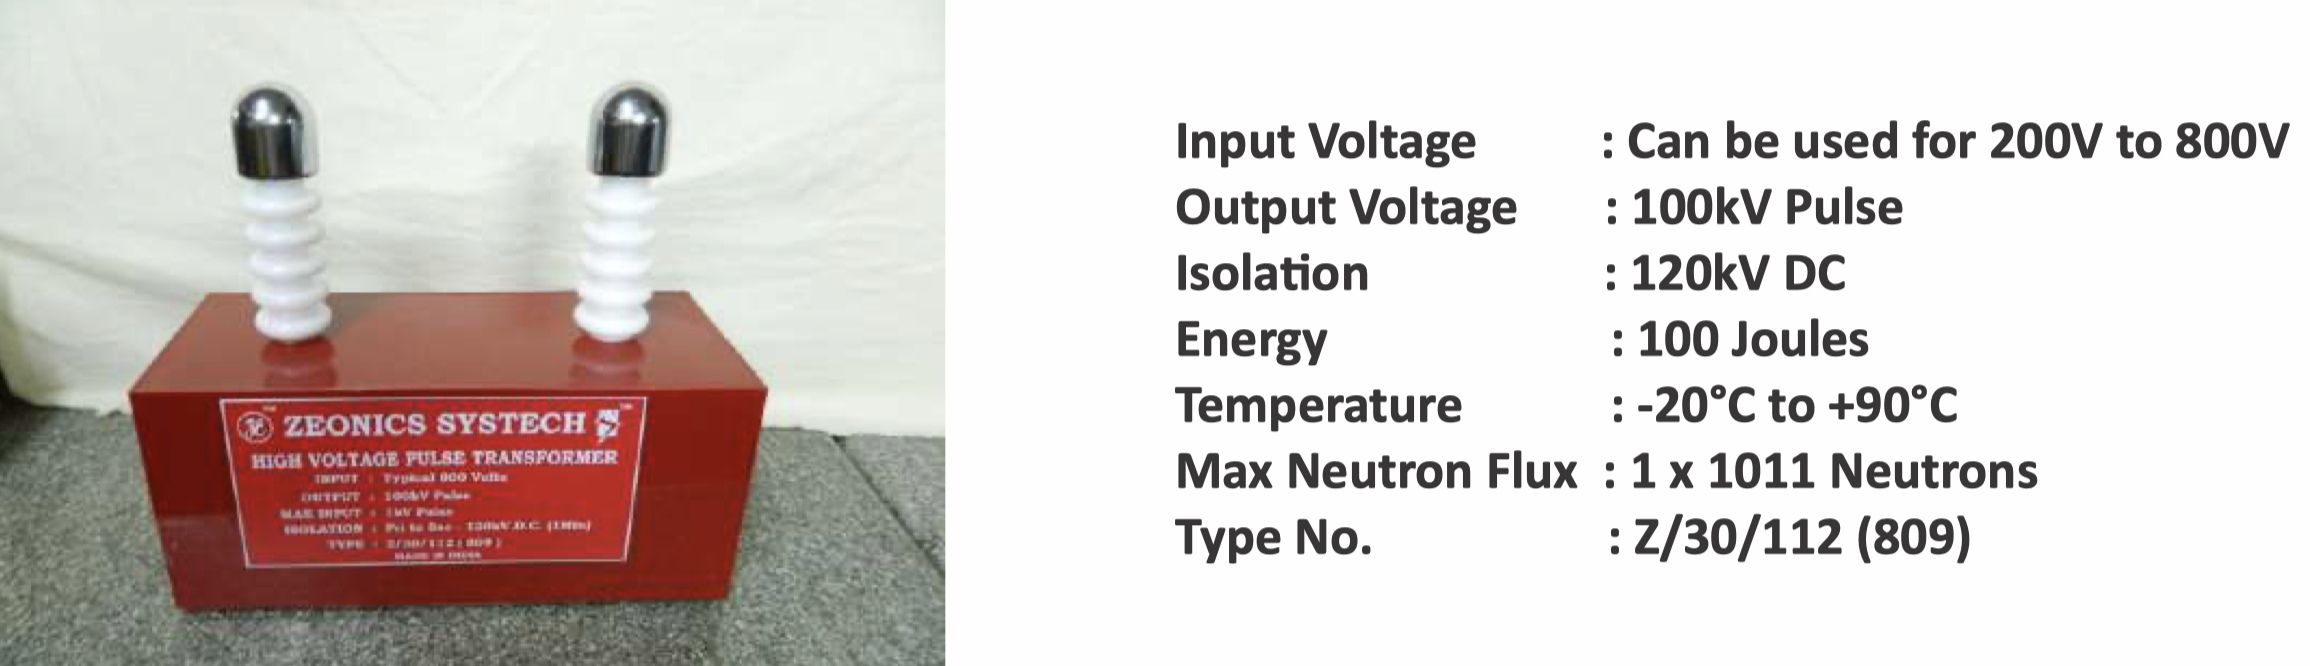 ZEONICS SYSTECH
HIGH VOLTAGE PULSE TRANSFORMER
INPUT : Typical 800 Volts
OUTPUT : 100kV Pulse
MAX INPUT : 1kV Pulse
ISOLATION : Pri to Sec - 120kV.D.C. (1Min)
TYPE : Z/30/112 (809)
MADE IN INDIA
Input Voltage : Can be used for 200V to 800V
Output Voltage : 100kV Pulse
Isolation : 120kV DC
Energy : 100 Joules
Temperature : -20°C to +90°C
Max Neutron Flux : 1 x 1011 Neutrons
Type No. : Z/30/112 (809)